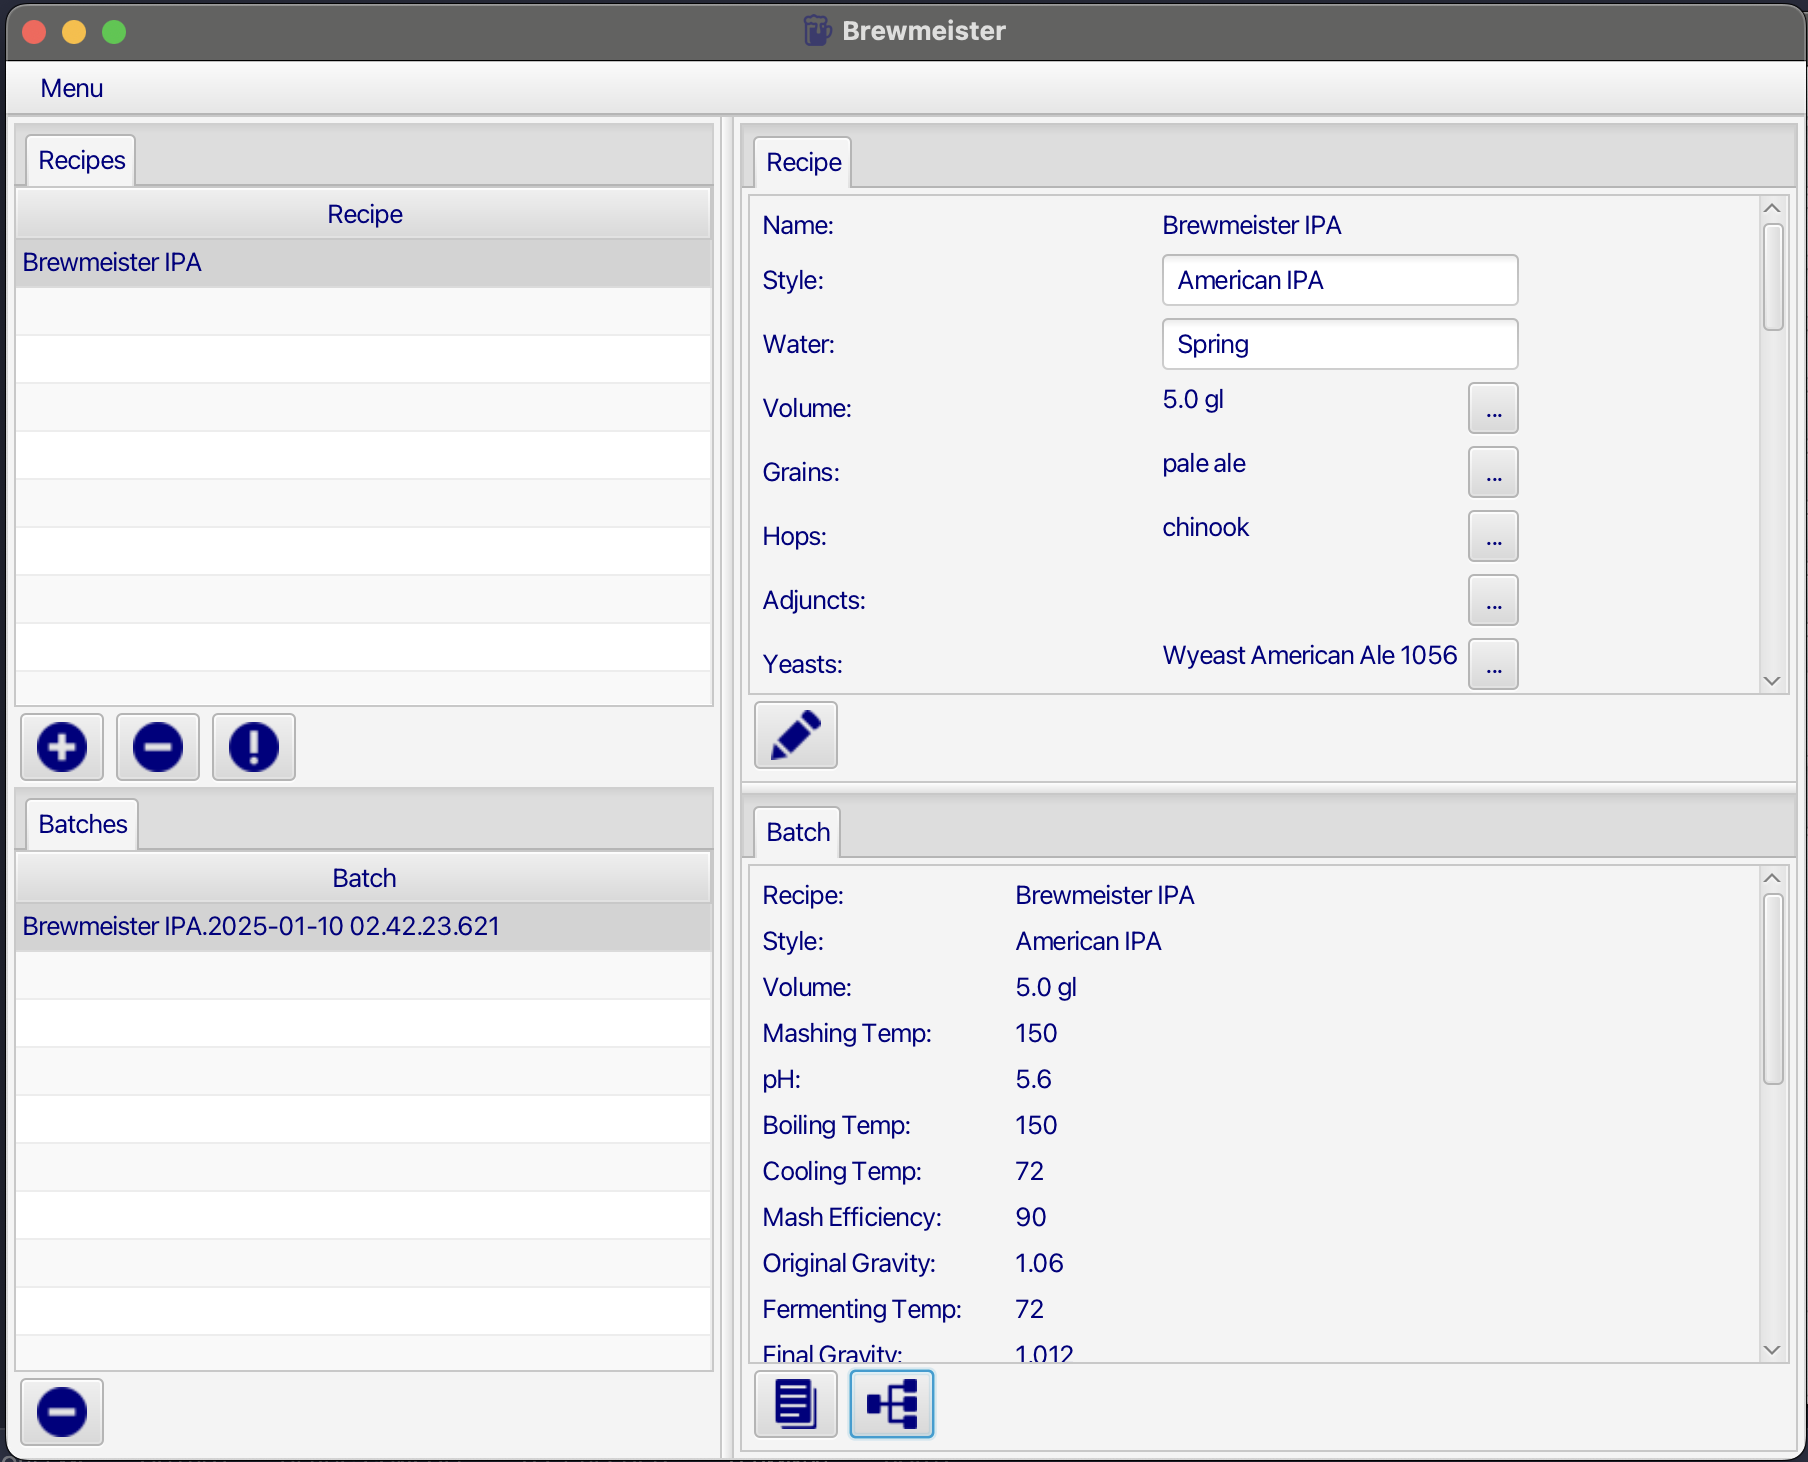 Brewmeister
Menu
Recipes
Recipe
Brewmeister IPA
Batches
Batch
Brewmeister IPA.2025-01-10 02.42.23.621
Recipe
Name: Brewmeister IPA
Style: American IPA
Water: Spring
Volume: 5.0 gl ...
Grains: pale ale ...
Hops: chinook ...
Adjuncts: ...
Yeasts: Wyeast American Ale 1056 ...
Batch
Recipe: Brewmeister IPA
Style: American IPA
Volume: 5.0 gl
Mashing Temp: 150
pH: 5.6
Boiling Temp: 150
Cooling Temp: 72
Mash Efficiency: 90
Original Gravity: 1.06
Fermenting Temp: 72
Final Gravity: 1.012